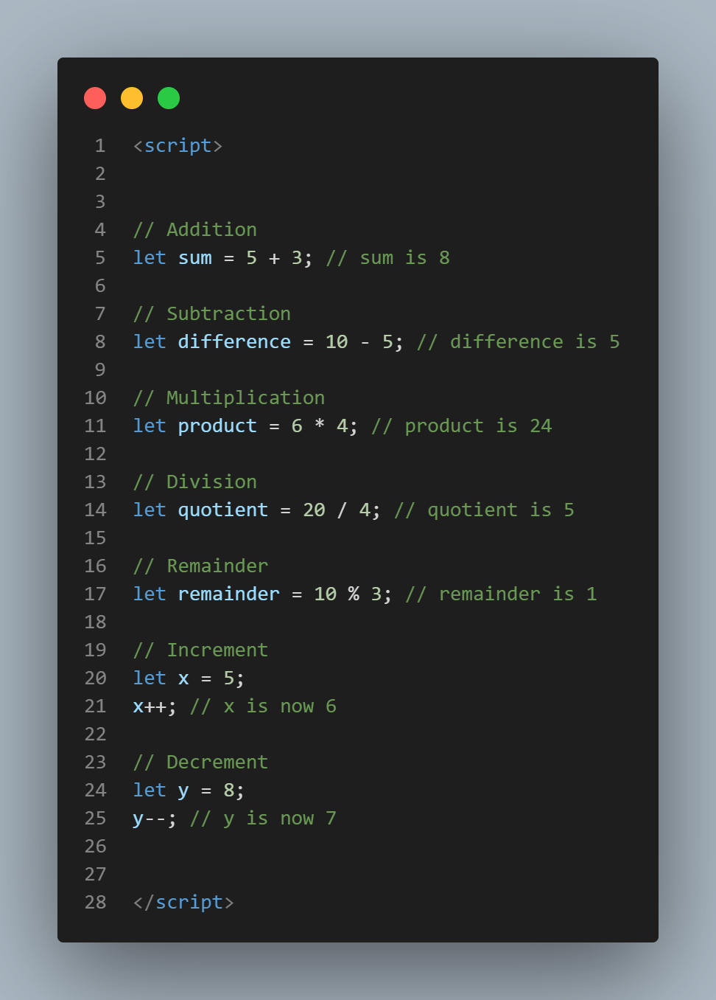 1 <script>
2
3
4 // Addition
5 let sum = 5 + 3; // sum is 8
6
7 // Subtraction
8 let difference = 10 - 5; // difference is 5
9
10 // Multiplication
11 let product = 6 * 4; // product is 24
12
13 // Division
14 let quotient = 20 / 4; // quotient is 5
15
16 // Remainder
17 let remainder = 10 % 3; // remainder is 1
18
19 // Increment
20 let x = 5;
21 x++; // x is now 6
22
23 // Decrement
24 let y = 8;
25 y--; // y is now 7
26
27
28 </script>